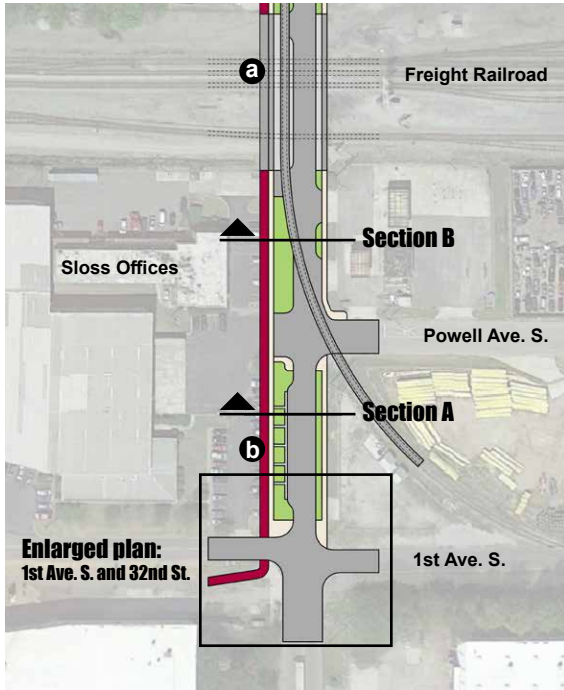 a
Freight Railroad
Section B
Sloss Offices
Powell Ave. S.
Section A
b
Enlarged plan:
1st Ave. S. and 32nd St.
1st Ave. S.